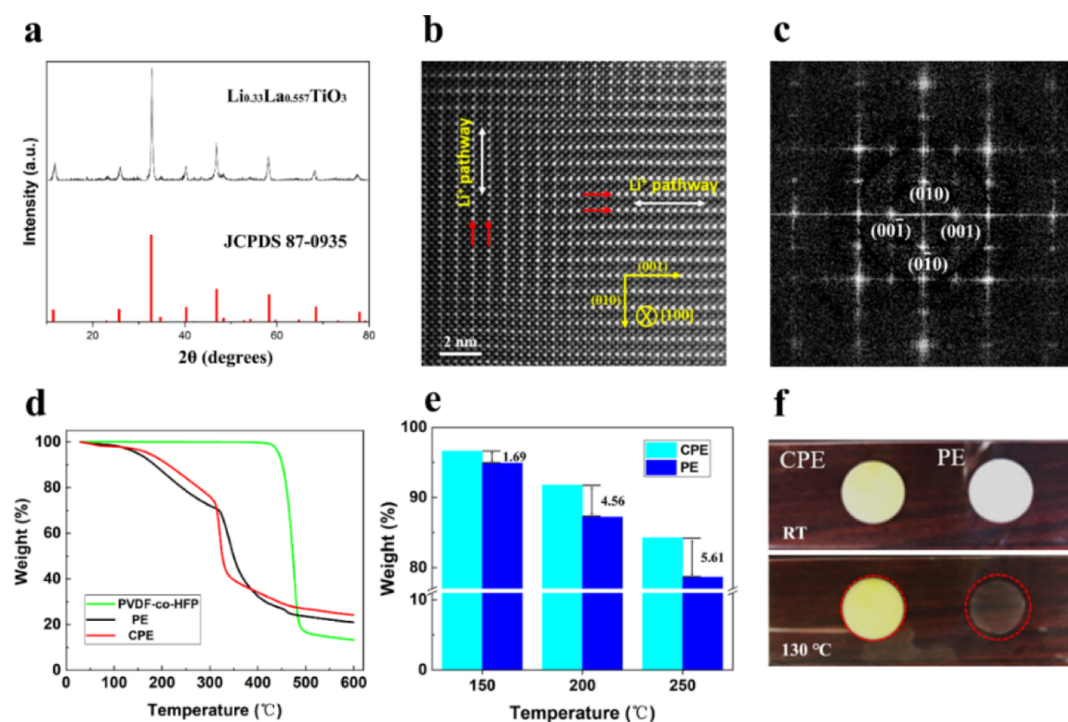 a
Intensity (a.u.)
Li0.33La0.557TiO3
JCPDS 87-0935
20
40
60
80
2θ (degrees)
b
Li⁺ pathway
Li⁺ pathway
(001)
(010)
[100]
2 nm
c
(010)
(001̄)
(001)
(01̄0)
d
Weight (%)
100
80
60
40
20
0
PVDF-co-HFP
PE
CPE
0
100
200
300
400
500
600
Temperature (℃)
e
Weight (%)
100
95
90
80
10
0
CPE
PE
1.69
4.56
5.61
150
200
250
Temperature (℃)
f
CPE
PE
RT
130 ℃